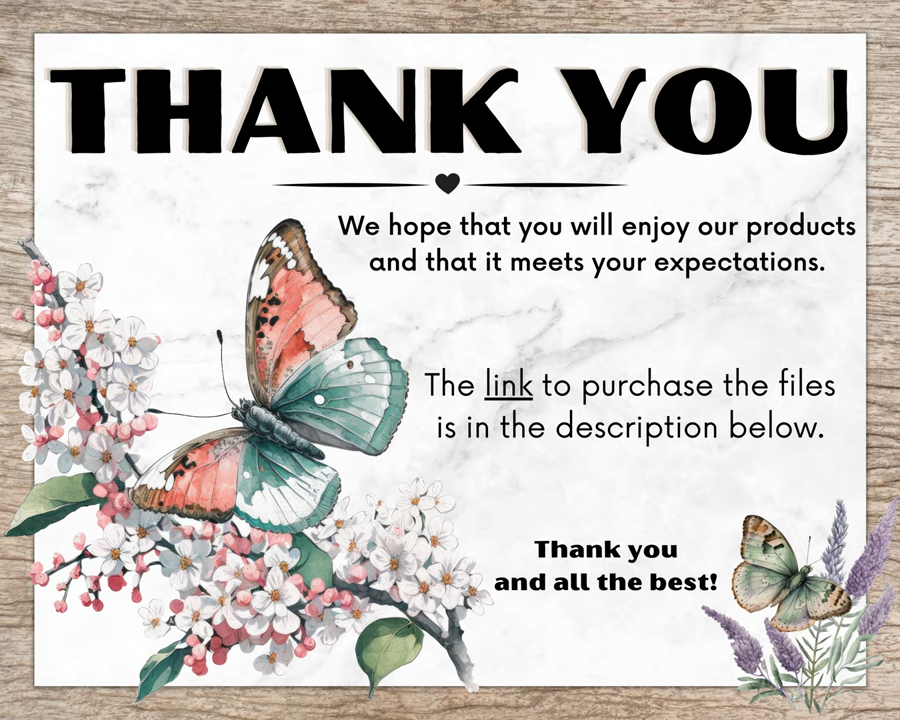 THANK YOU
We hope that you will enjoy our products
and that it meets your expectations.
The link to purchase the files
is in the description below.
Thank you
and all the best!